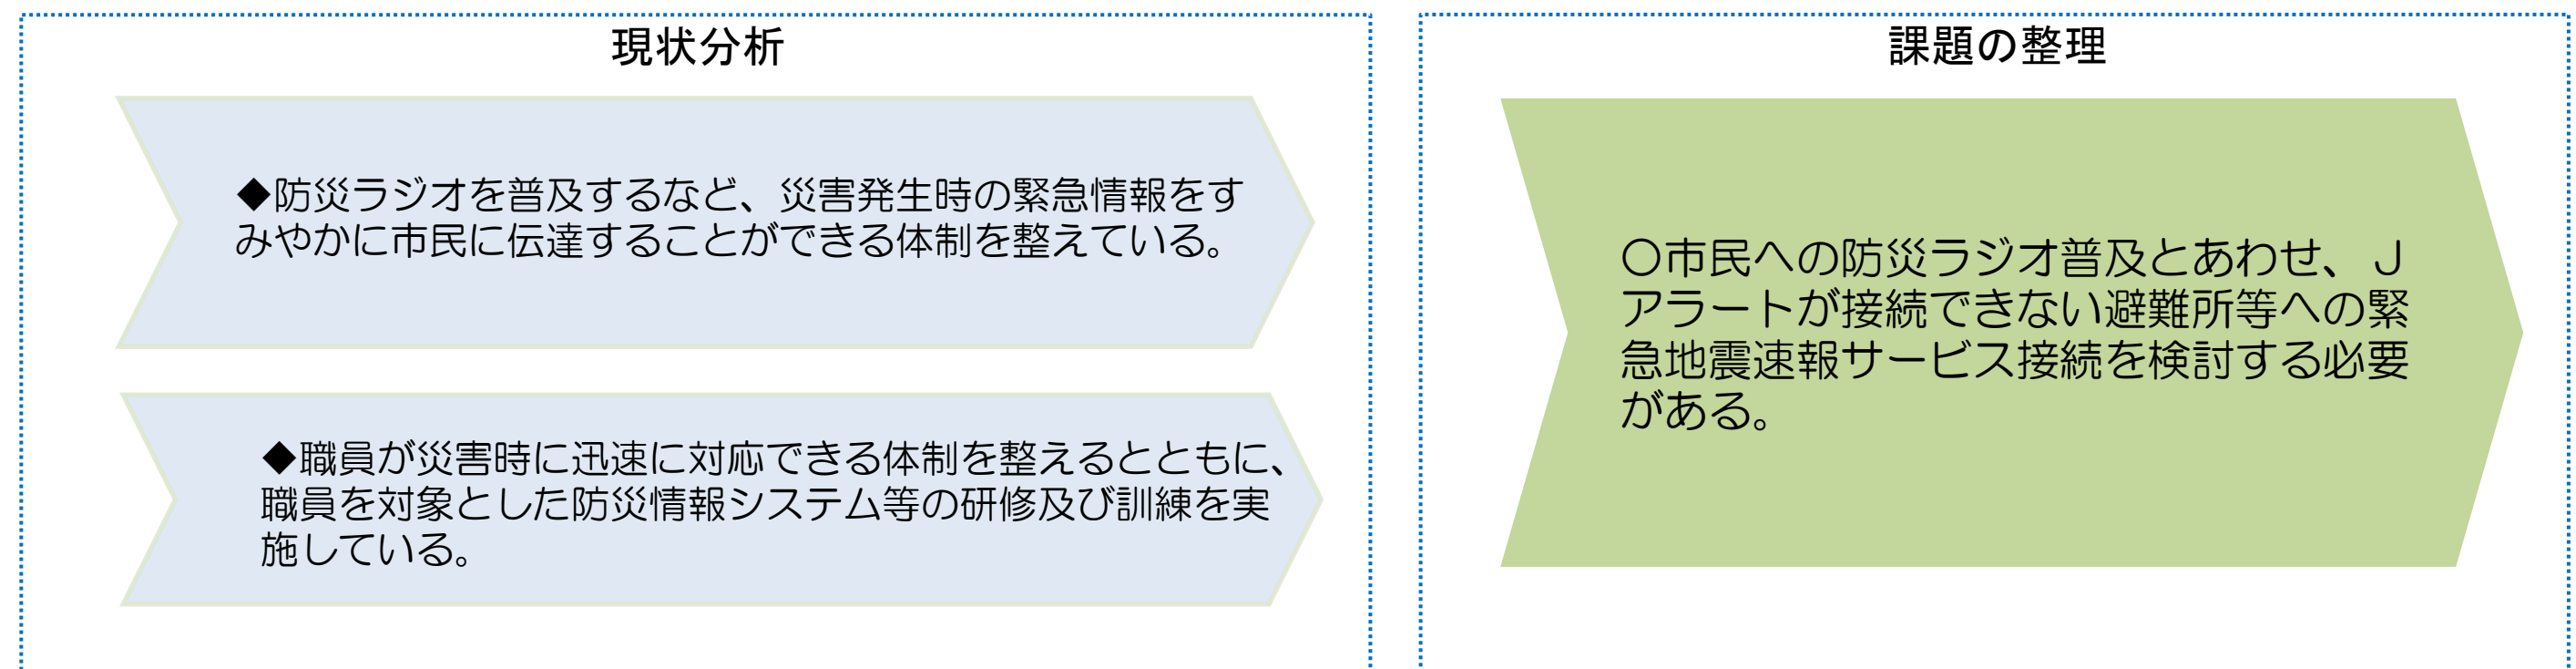 現状分析
◆防災ラジオを普及するなど、災害発生時の緊急情報をす
みやかに市民に伝達することができる体制を整えている。
◆職員が災害時に迅速に対応できる体制を整えるとともに、
職員を対象とした防災情報システム等の研修及び訓練を実
施している。
課題の整理
〇市民への防災ラジオ普及とあわせ、Ｊ
アラートが接続できない避難所等への緊
急地震速報サービス接続を検討する必要
がある。